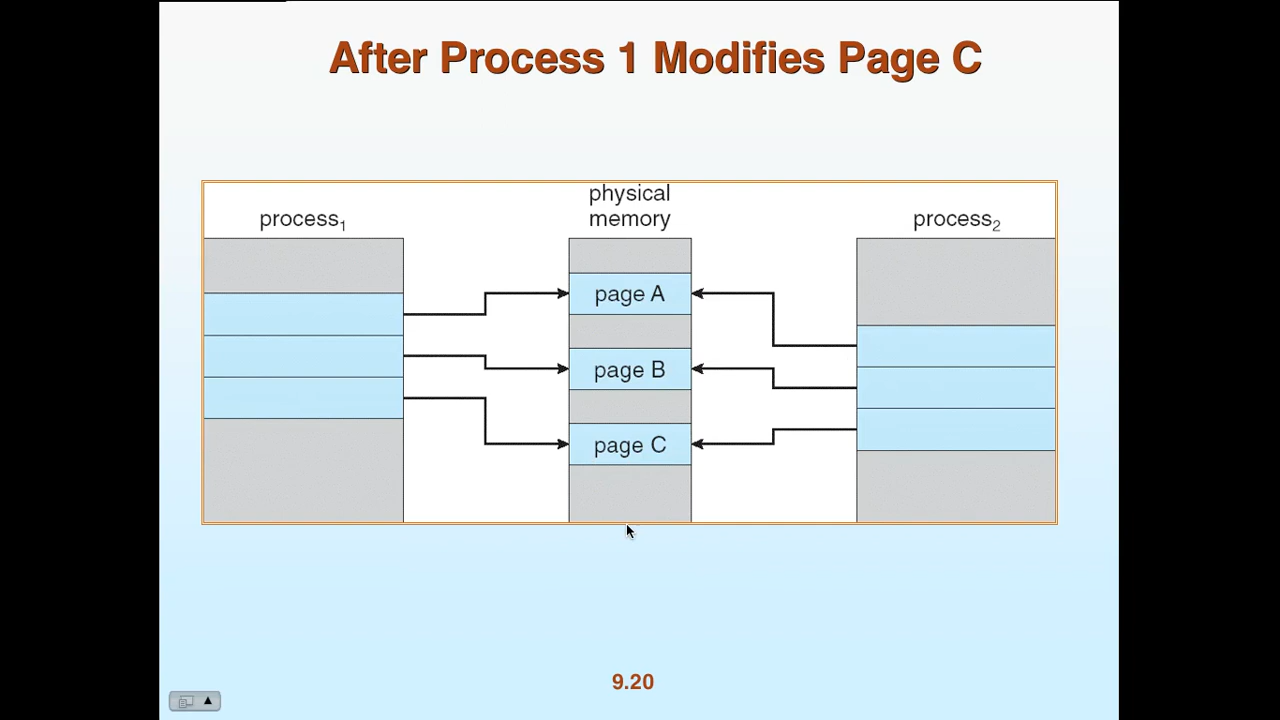 After Process 1 Modifies Page C
physical
memory
process1
process2
page A
page B
page C
9.20